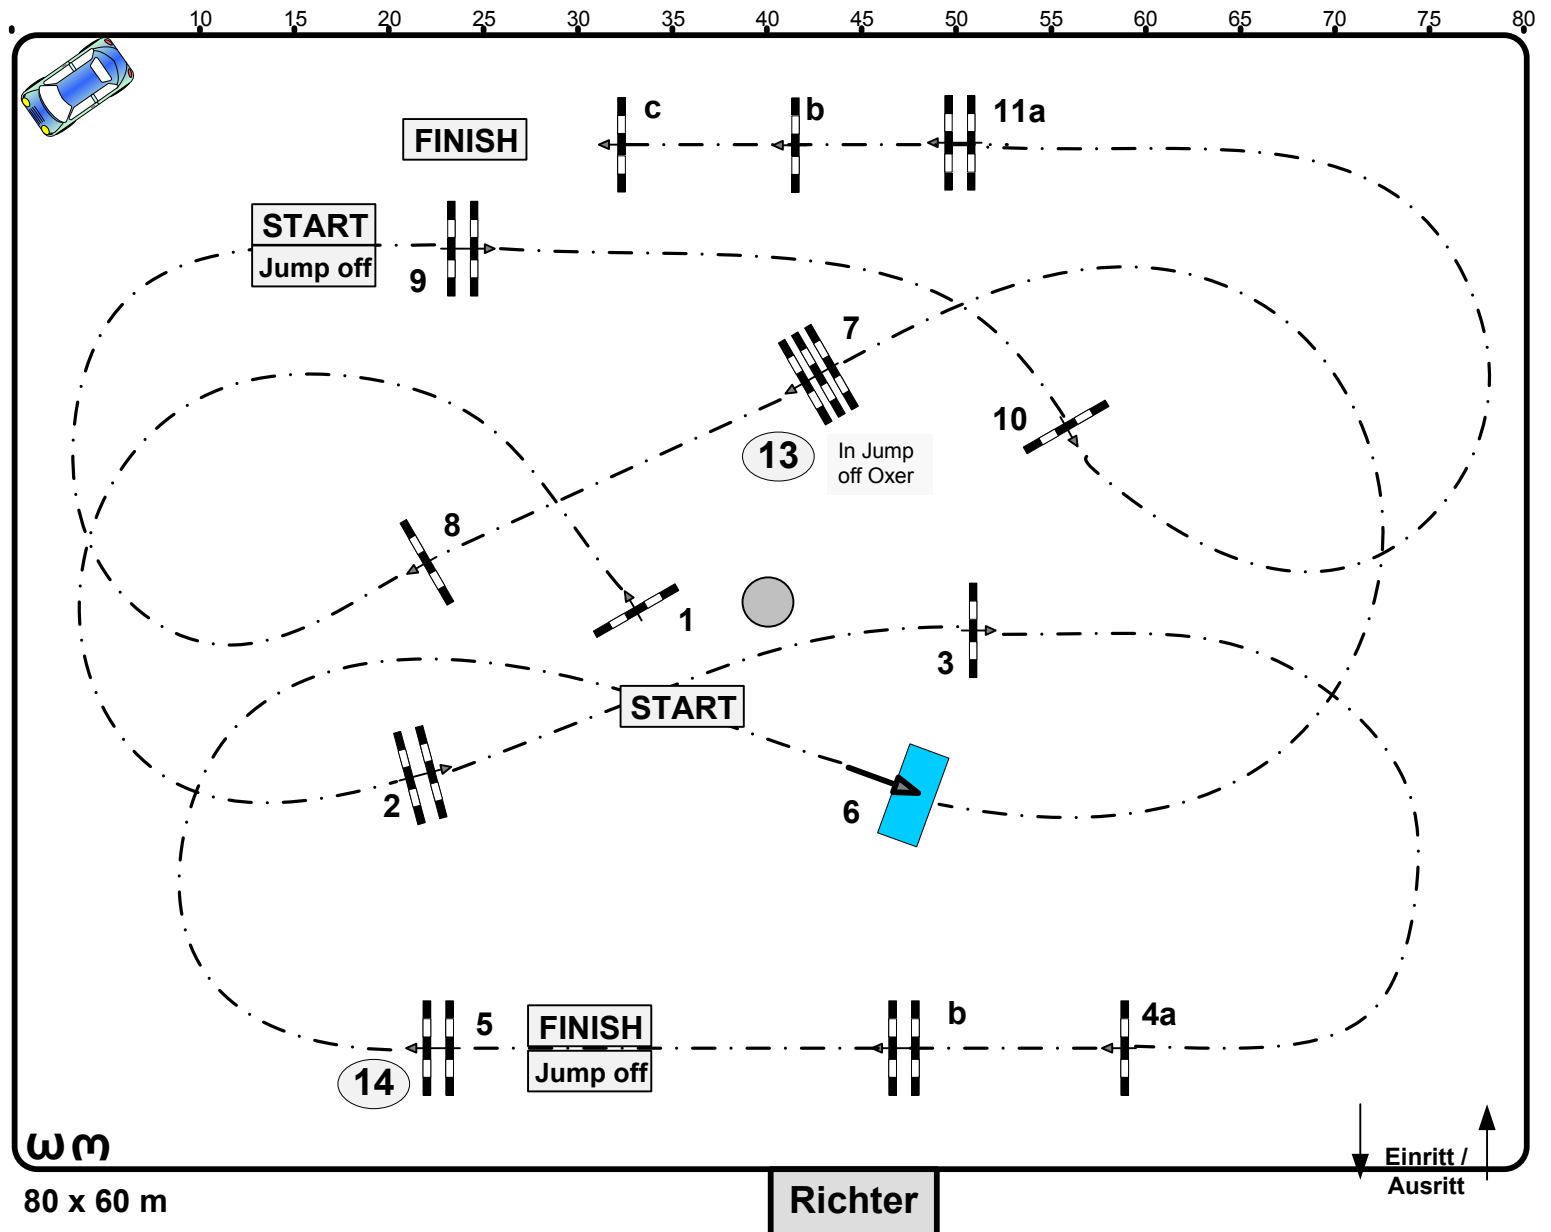 10 15 20 25 30 35 40 45 50 55 60 65 70 75 80
c b 11a
FINISH
START
Jump off
9
7
10
13
In Jump
off Oxer
8
1
3
START
2
6
5
FINISH
Jump off
b
4a
14
ω m
Einritt /
Ausritt
80 x 60 m
Richter